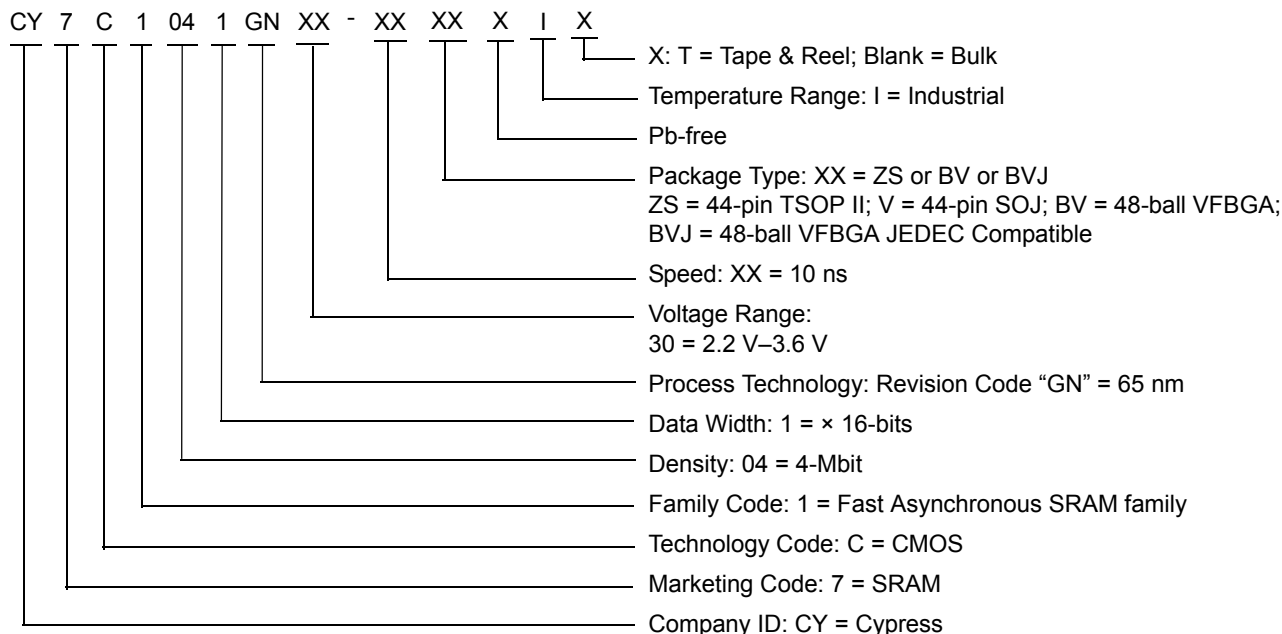 CY 7 C 1 04 1 GN XX - XX XX X I X
X: T = Tape & Reel; Blank = Bulk
Temperature Range: I = Industrial
Pb-free
Package Type: XX = ZS or BV or BVJ
ZS = 44-pin TSOP II; V = 44-pin SOJ; BV = 48-ball VFBGA;
BVJ = 48-ball VFBGA JEDEC Compatible
Speed: XX = 10 ns
Voltage Range:
30 = 2.2 V–3.6 V
Process Technology: Revision Code “GN” = 65 nm
Data Width: 1 = × 16-bits
Density: 04 = 4-Mbit
Family Code: 1 = Fast Asynchronous SRAM family
Technology Code: C = CMOS
Marketing Code: 7 = SRAM
Company ID: CY = Cypress